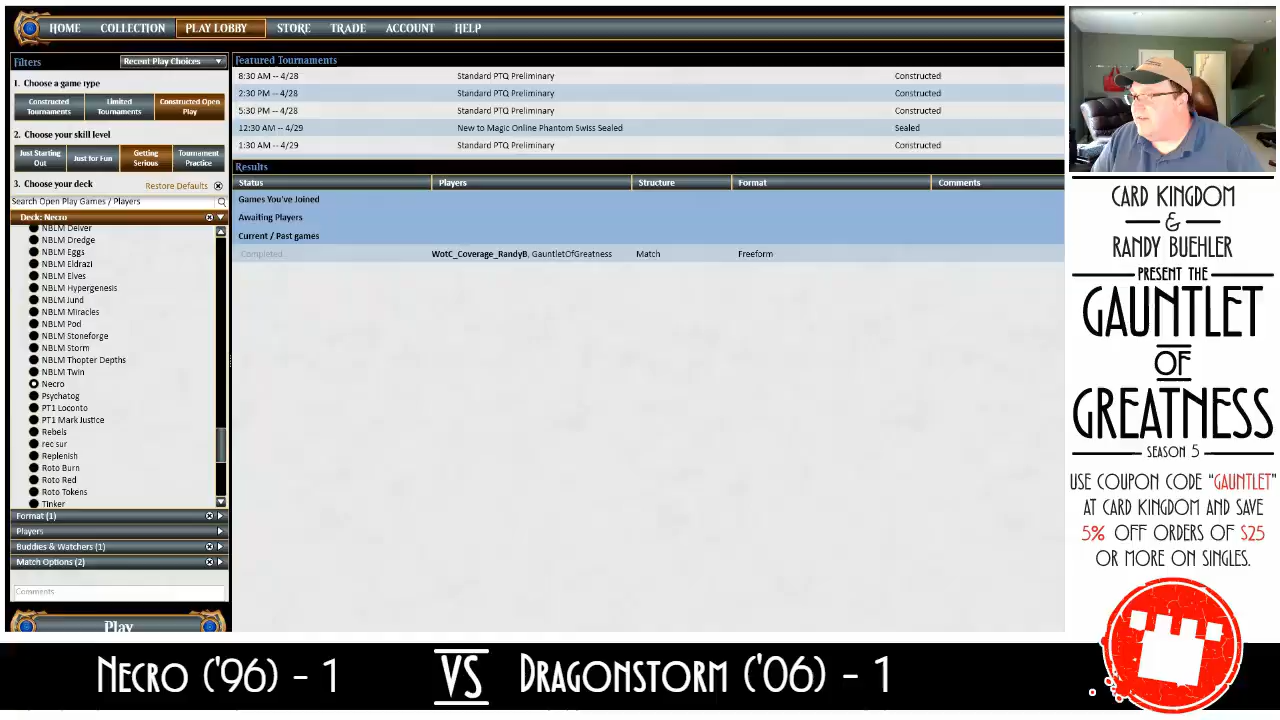 HOME COLLECTION PLAY LOBBY STORE TRADE ACCOUNT HELP
Filters Recent Play Choices
1. Choose a game type
Constructed Tournaments Limited Tournaments Constructed Open Play
2. Choose your skill level
Just Starting Out Just for Fun Getting Serious Tournament Practice
3. Choose your deck Restore Defaults
Search Open Play Games / Players
Deck: Necro
NBLM Delver
NBLM Dredge
NBLM Eggs
NBLM Eldrazi
NBLM Elves
NBLM Hypergenesis
NBLM Jund
NBLM Miracles
NBLM Pod
NBLM Stoneforge
NBLM Storm
NBLM Thopter Depths
NBLM Twin
Necro
Psychatog
PT1 Loconto
PT1 Mark Justice
Rebels
rec sur
Replenish
Roto Burn
Roto Red
Roto Tokens
Tinker
Format (1)
Players
Buddies & Watchers (1)
Match Options (2)
Comments
Play
Featured Tournaments
8:30 AM -- 4/28 Standard PTQ Preliminary Constructed
2:30 PM -- 4/28 Standard PTQ Preliminary Constructed
5:30 PM -- 4/28 Standard PTQ Preliminary Constructed
12:30 AM -- 4/29 New to Magic Online Phantom Swiss Sealed Sealed
1:30 AM -- 4/29 Standard PTQ Preliminary Constructed
Results
Status Players Structure Format Comments
Games You've Joined
Awaiting Players
Current / Past games
Completed WotC_Coverage_RandyB, GauntletOfGreatness Match Freeform
CARD KINGDOM
&
RANDY BUEHLER
PRESENT THE
GAUNTLET
OF
GREATNESS
SEASON 5
USE COUPON CODE "GAUNTLET"
AT CARD KINGDOM AND SAVE
5% OFF ORDERS OF $25
OR MORE ON SINGLES.
NECRO ('96) - 1 VS DRAGONSTORM ('06) - 1